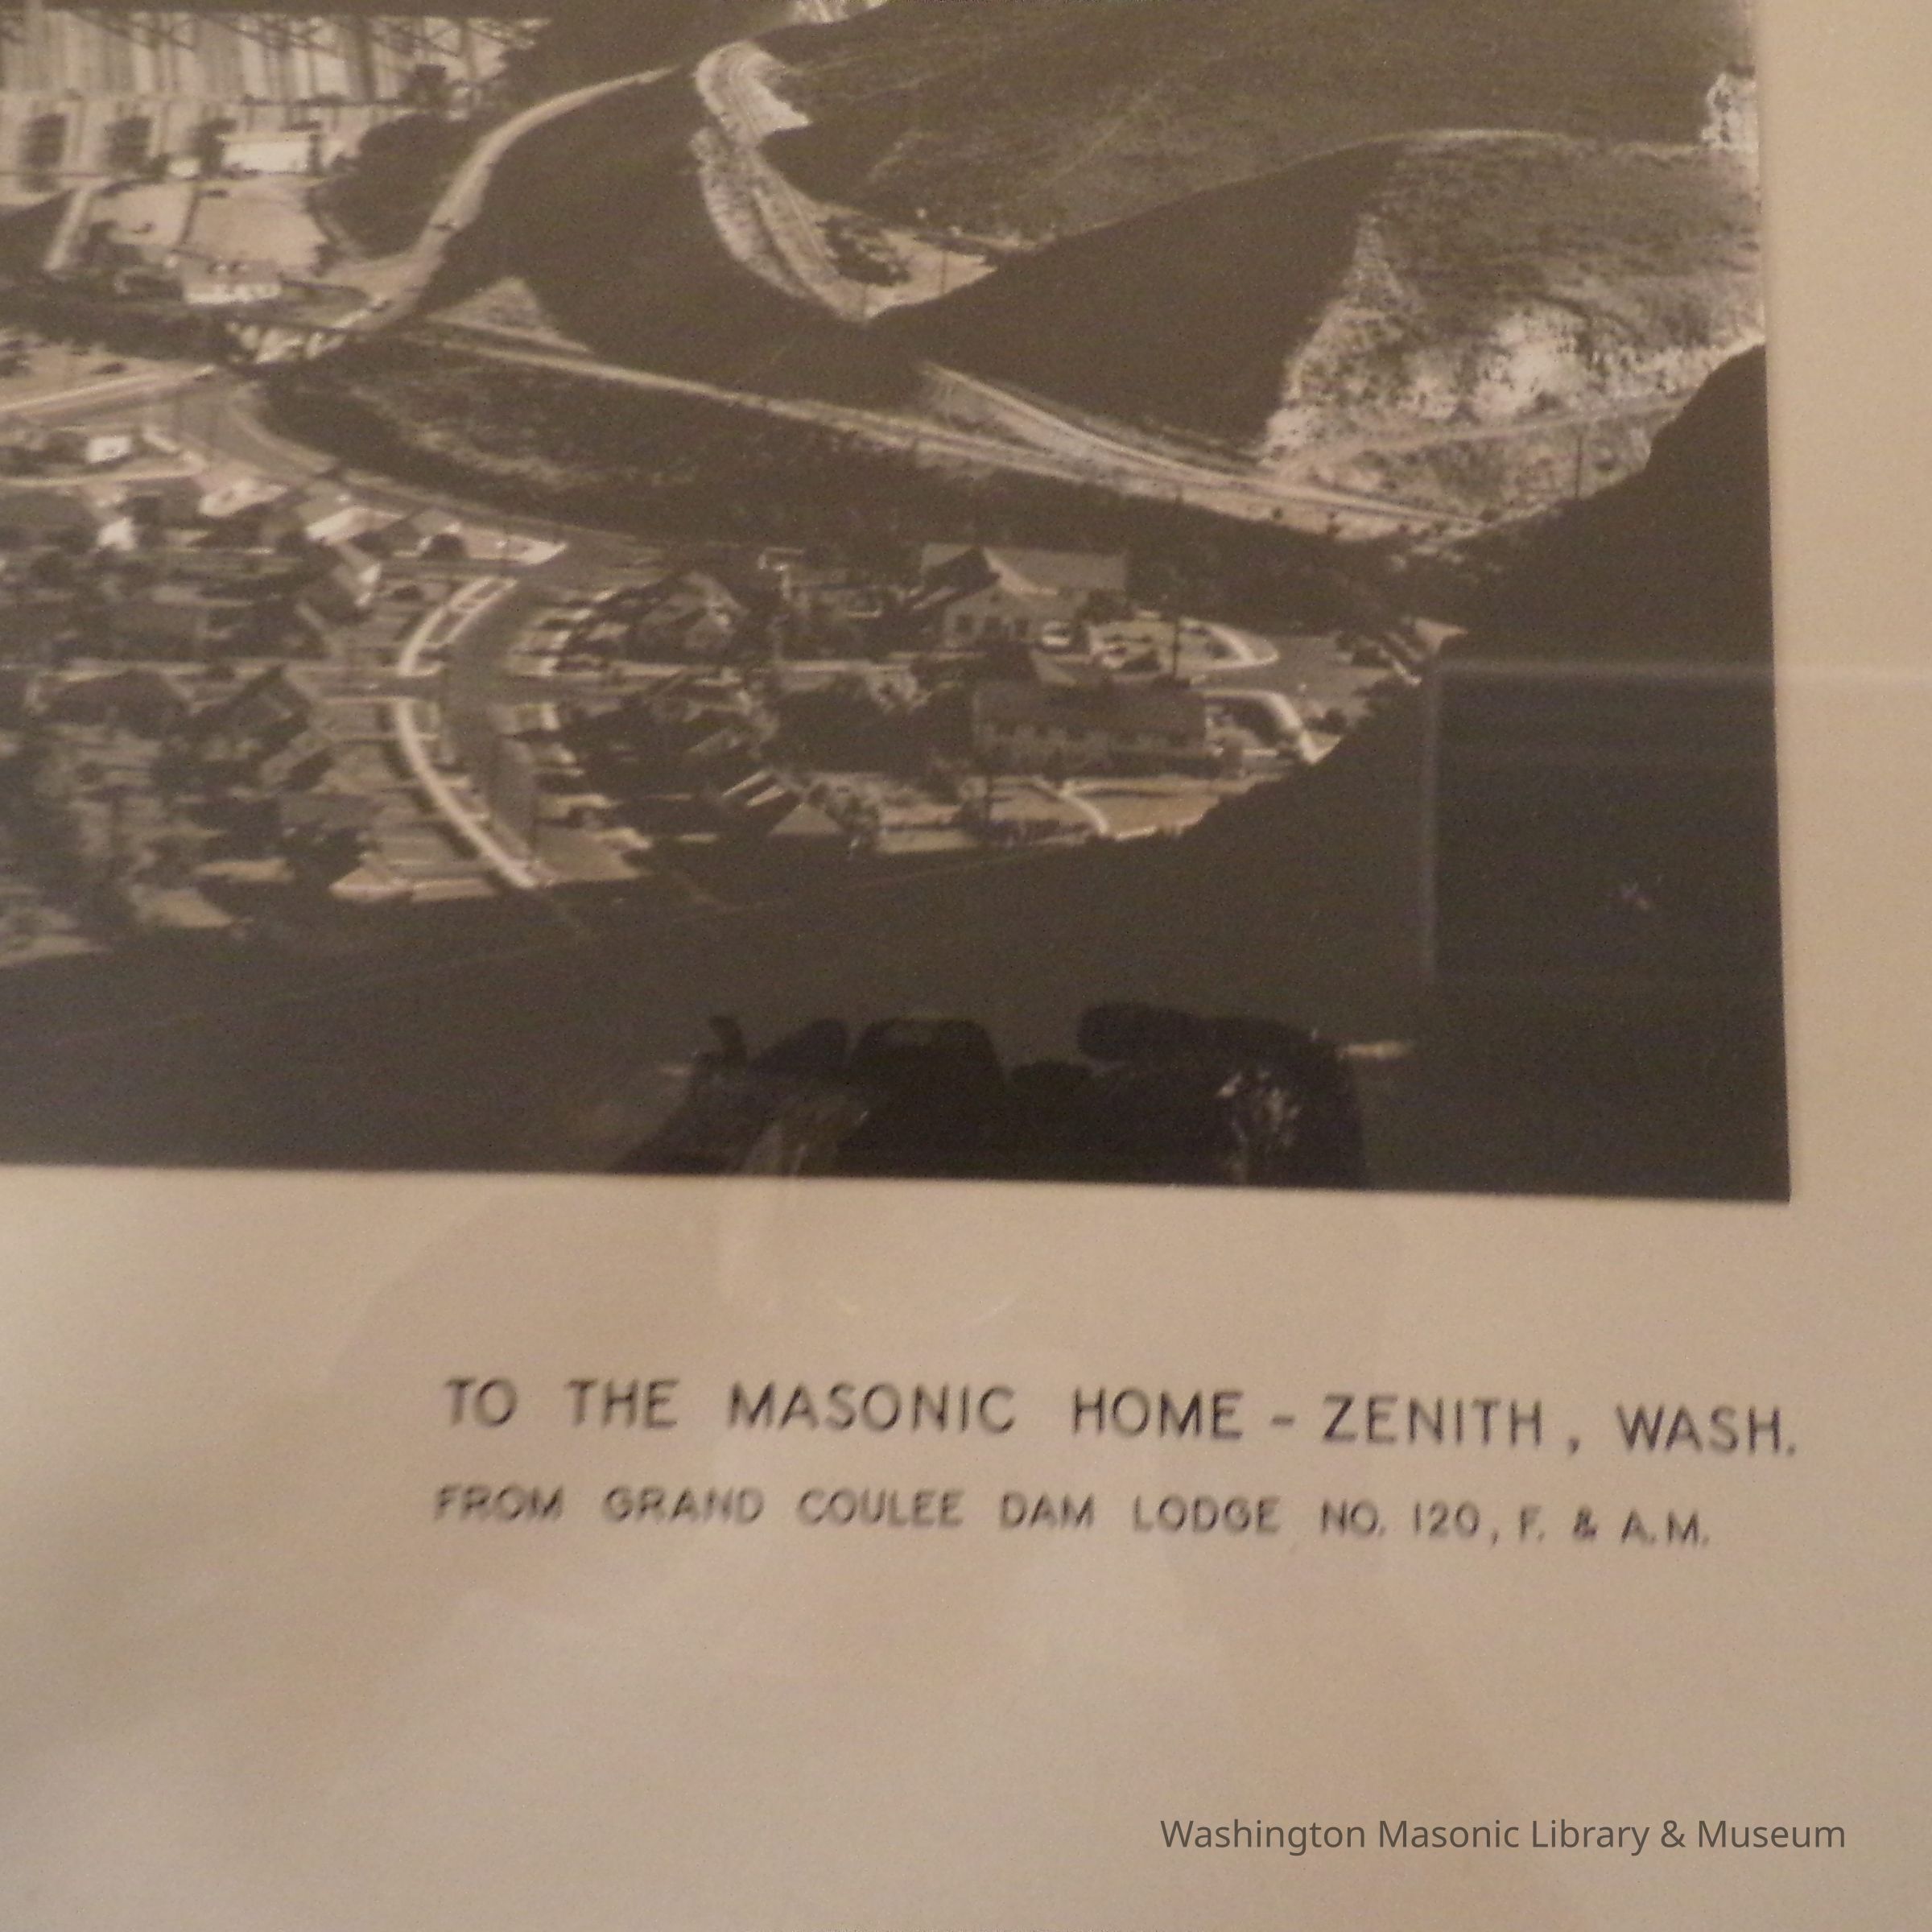 TO THE MASONIC HOME - ZENITH, WASH.
FROM GRAND COULEE DAM LODGE NO. 120, F. & A.M.
Washington Masonic Library & Museum